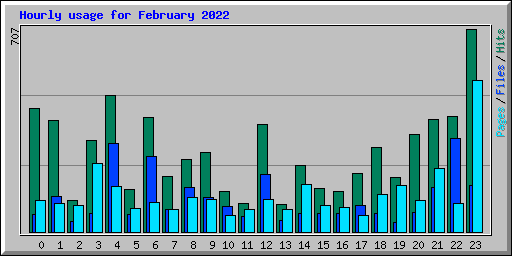 Hourly usage for February 2022
707
Pages / Files / Hits
0 1 2 3 4 5 6 7 8 9 10 11 12 13 14 15 16 17 18 19 20 21 22 23